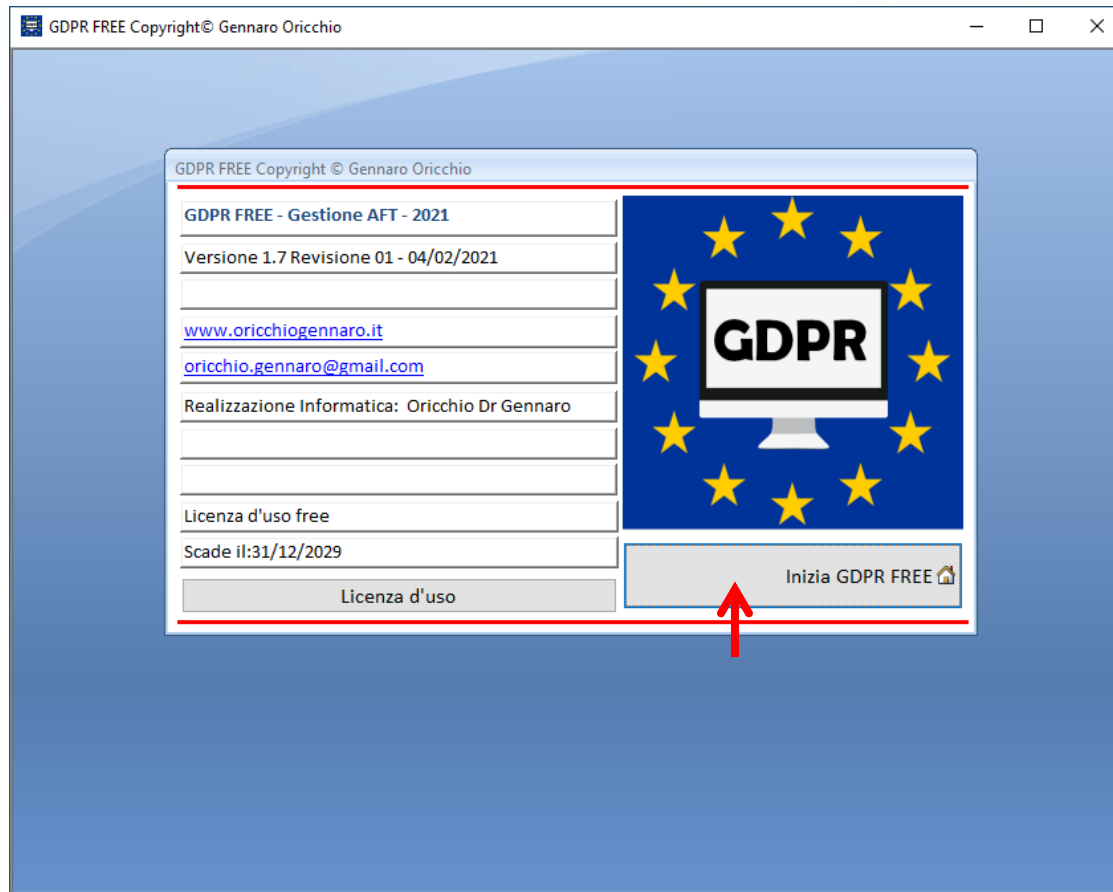 GDPR FREE Copyright© Gennaro Oricchio
GDPR FREE Copyright © Gennaro Oricchio
GDPR FREE - Gestione AFT - 2021
Versione 1.7 Revisione 01 - 04/02/2021
www.oricchiogennaro.it
oricchio.gennaro@gmail.com
Realizzazione Informatica: Oricchio Dr Gennaro
Licenza d'uso free
Scade il:31/12/2029
Licenza d'uso
GDPR
Inizia GDPR FREE